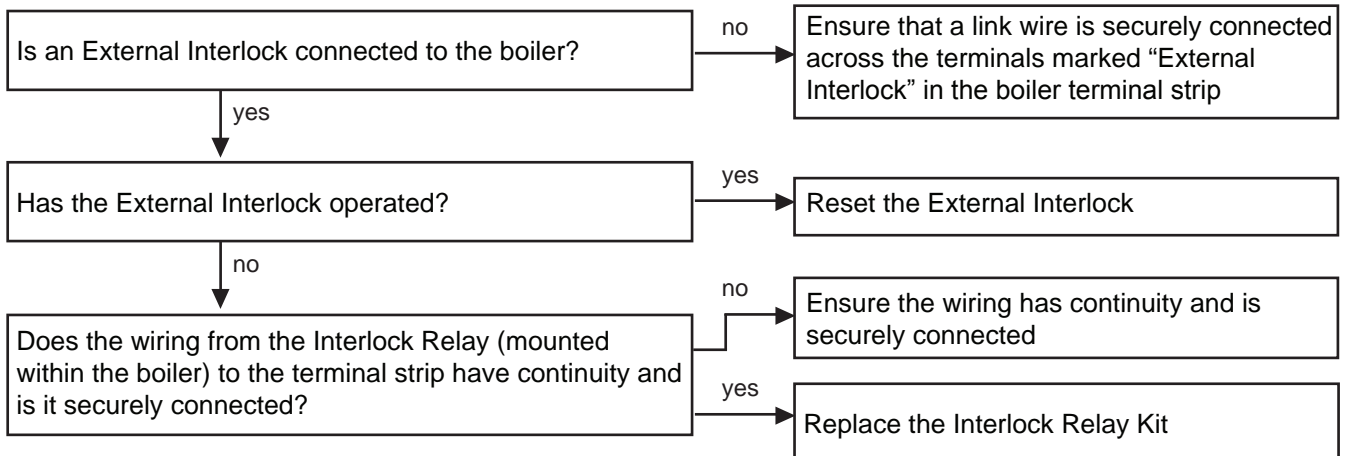 Is an External Interlock connected to the boiler?
no
Ensure that a link wire is securely connected
across the terminals marked “External
Interlock” in the boiler terminal strip
yes
Has the External Interlock operated?
yes
Reset the External Interlock
no
Does the wiring from the Interlock Relay (mounted
within the boiler) to the terminal strip have continuity and
is it securely connected?
no
Ensure the wiring has continuity and is
securely connected
yes
Replace the Interlock Relay Kit